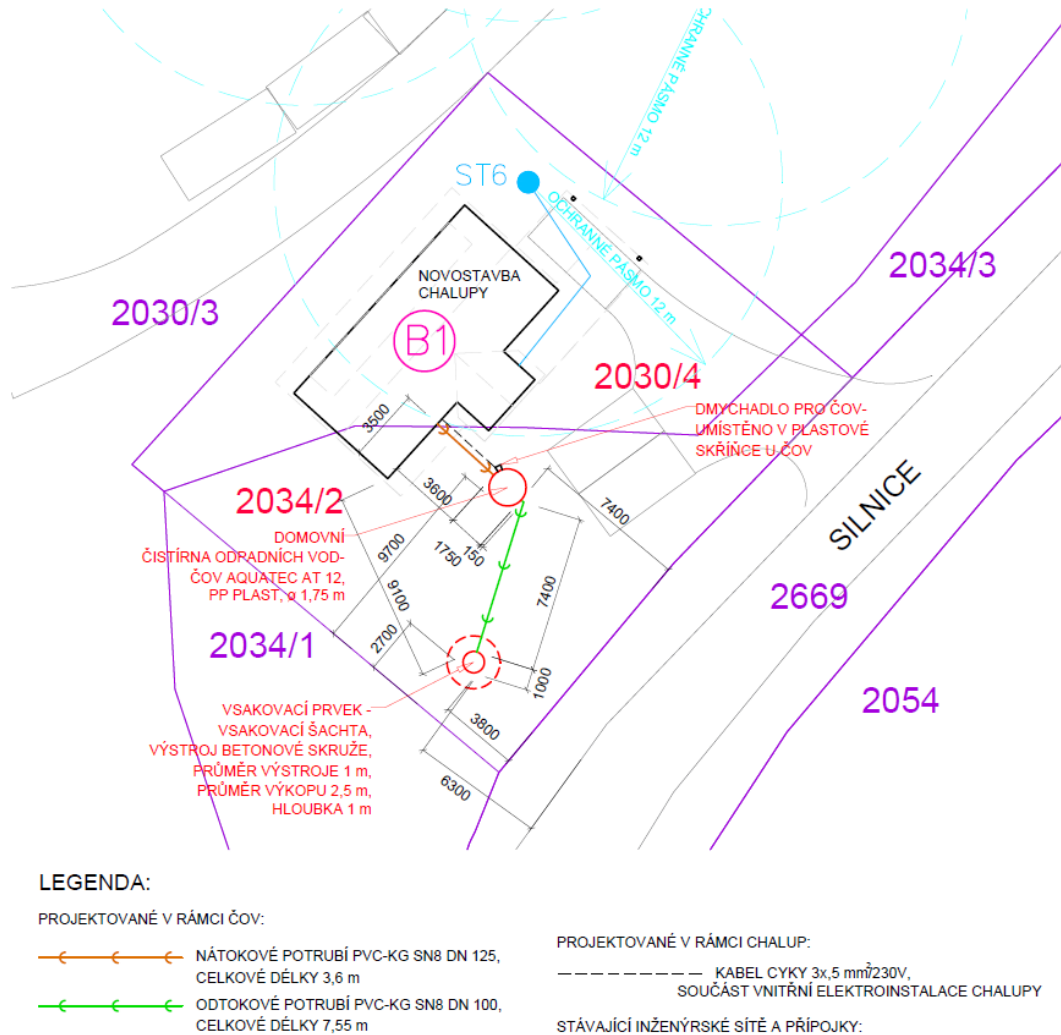 CHRANNÉ PÁSMO 12 m
ST6
OCHRANNÉ PÁSMO 12 m
NOVOSTAVBA
CHALUPY
B1
2030/3
2034/3
2030/4
3500
DMYCHADLO PRO ČOV-
UMÍSTĚNO V PLASTOVÉ
SKŘÍŇCE U ČOV
SILNICE
2034/2
3600
7400
DOMOVNÍ
ČISTÍRNA ODPADNÍCH VOD-
ČOV AQUATEC AT 12,
PP PLAST, ø 1,75 m
9700
1750
150
9100
7400
2669
2034/1
2700
1000
2054
VSAKOVACÍ PRVEK -
VSAKOVACÍ ŠACHTA,
VÝSTROJ BETONOVÉ SKRUŽE,
PRŮMĚR VÝSTROJE 1 m,
PRŮMĚR VÝKOPU 2,5 m,
HLOUBKA 1 m
3800
6300
LEGENDA:
PROJEKTOVANÉ V RÁMCI ČOV:
NÁTOKOVÉ POTRUBÍ PVC-KG SN8 DN 125,
CELKOVÉ DÉLKY 3,6 m
ODTOKOVÉ POTRUBÍ PVC-KG SN8 DN 100,
CELKOVÉ DÉLKY 7,55 m
PROJEKTOVANÉ V RÁMCI CHALUP:
KABEL CYKY 3x,5 mm²/230V,
SOUČÁST VNITŘNÍ ELEKTROINSTALACE CHALUPY
STÁVAJÍCÍ INŽENÝRSKÉ SÍTĚ A PŘÍPOJKY: